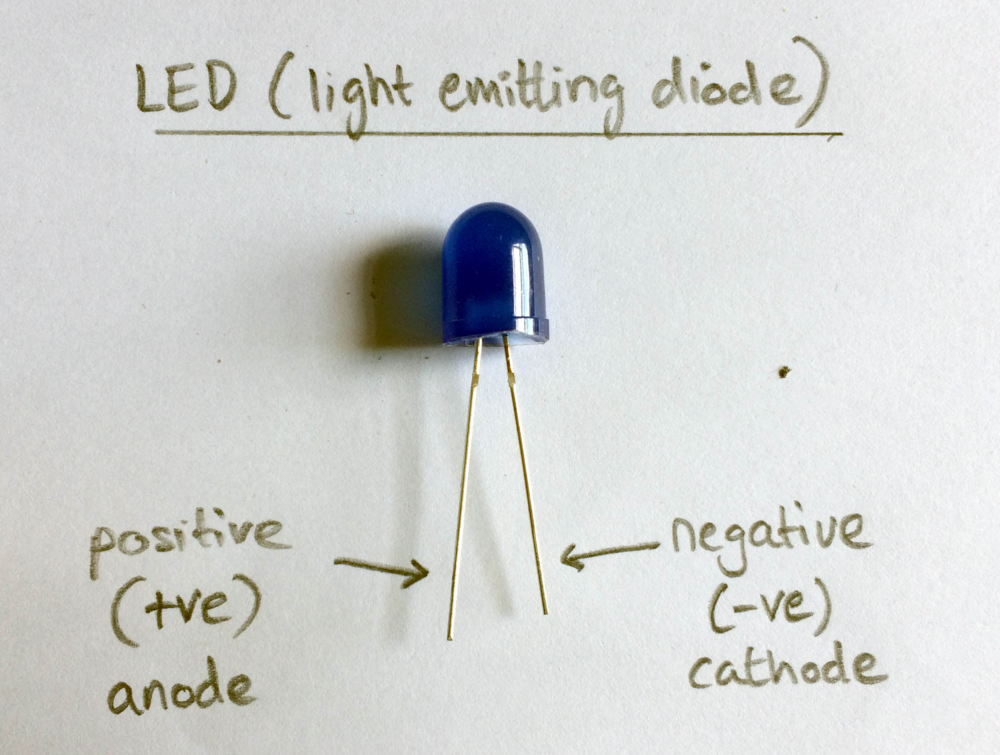 LED (light emitting diode)
positive
(+ve)
anode
negative
(-ve)
cathode